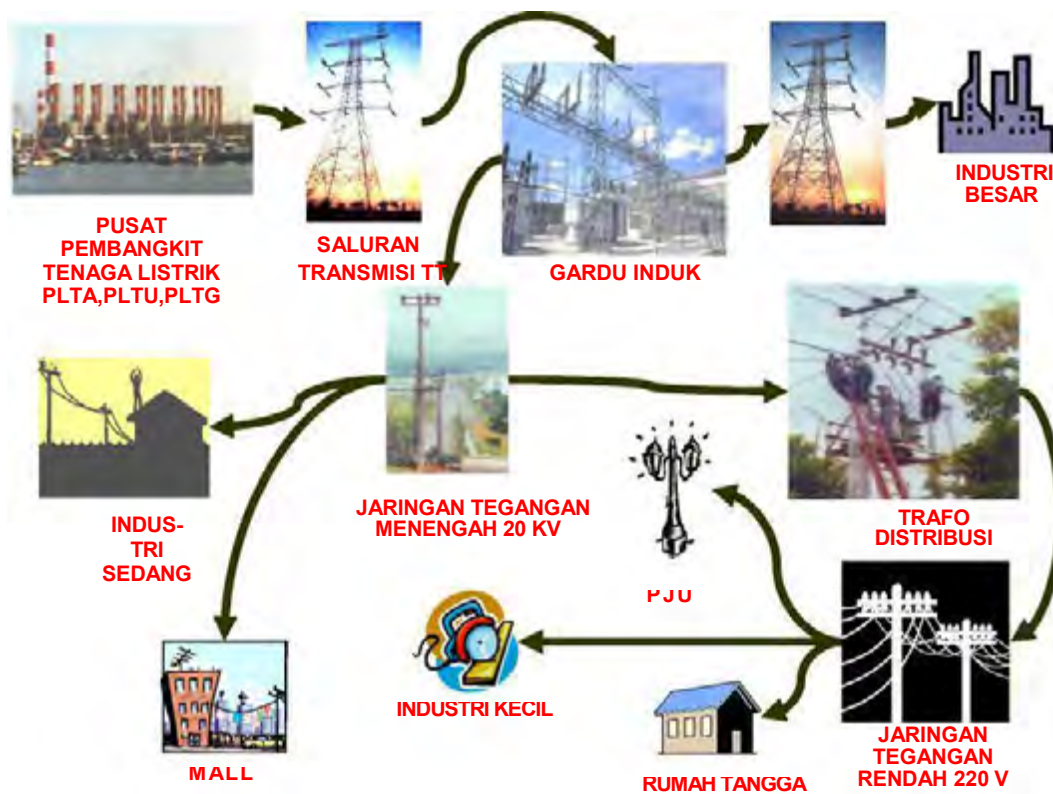 PUSAT
PEMBANGKIT
TENAGA LISTRIK
PLTA,PLTU,PLTG
SALURAN
TRANSMISI TT
GARDU INDUK
INDUSTRI
BESAR
INDUS-
TRI
SEDANG
JARINGAN TEGANGAN
MENENGAH 20 KV
TRAFO
DISTRIBUSI
PJU
INDUSTRI KECIL
MALL
RUMAH TANGGA
JARINGAN
TEGANGAN
RENDAH 220 V